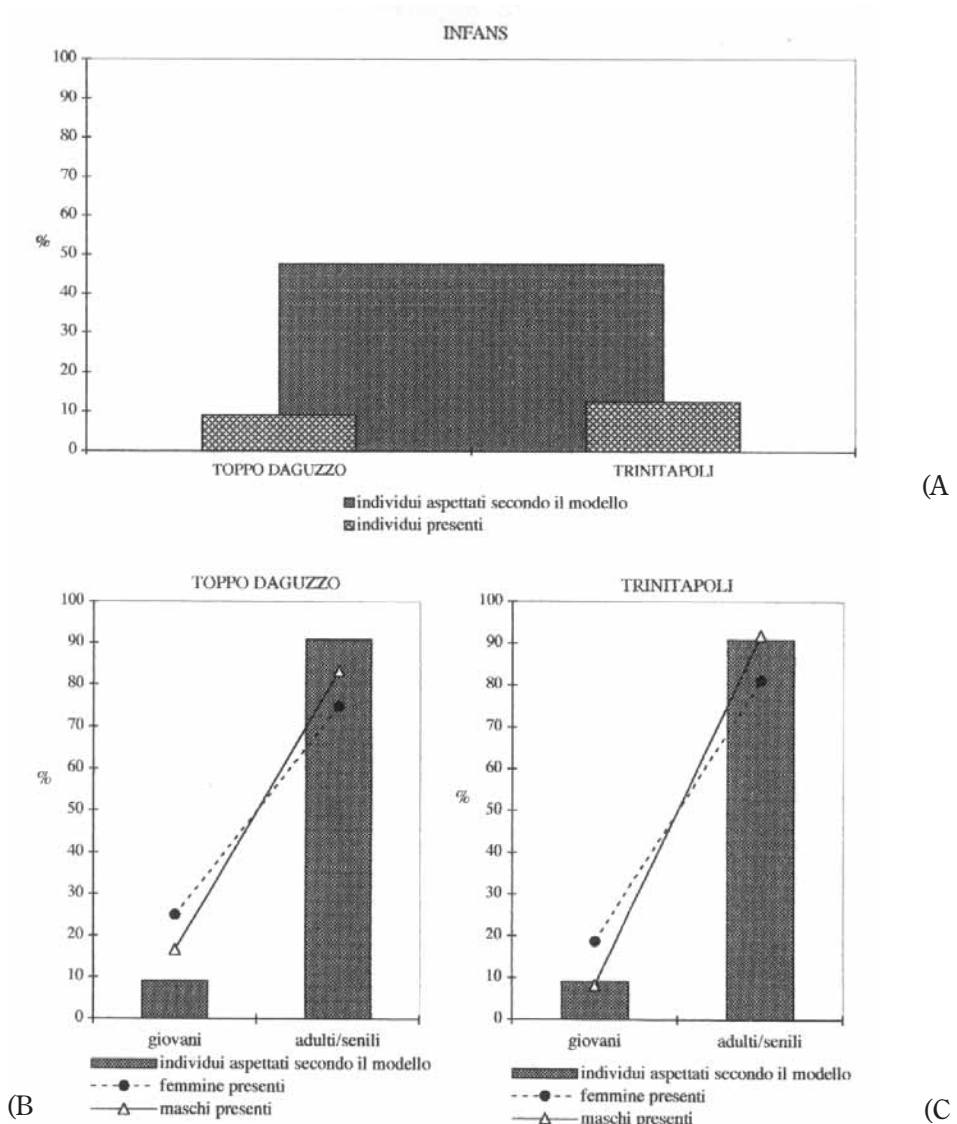 INFANS
100
90
80
70
60
50
40
30
20
10
0
%
TOPPO DAGUZZO TRINITAPOLI
individui aspettati secondo il modello
individui presenti
(A
TOPPO DAGUZZO
100
90
80
70
60
50
40
30
20
10
0
%
giovani adulti/senili
individui aspettati secondo il modello
femmine presenti
maschi presenti
(B
TRINITAPOLI
100
90
80
70
60
50
40
30
20
10
0
%
giovani adulti/senili
individui aspettati secondo il modello
femmine presenti
maschi presenti
(C